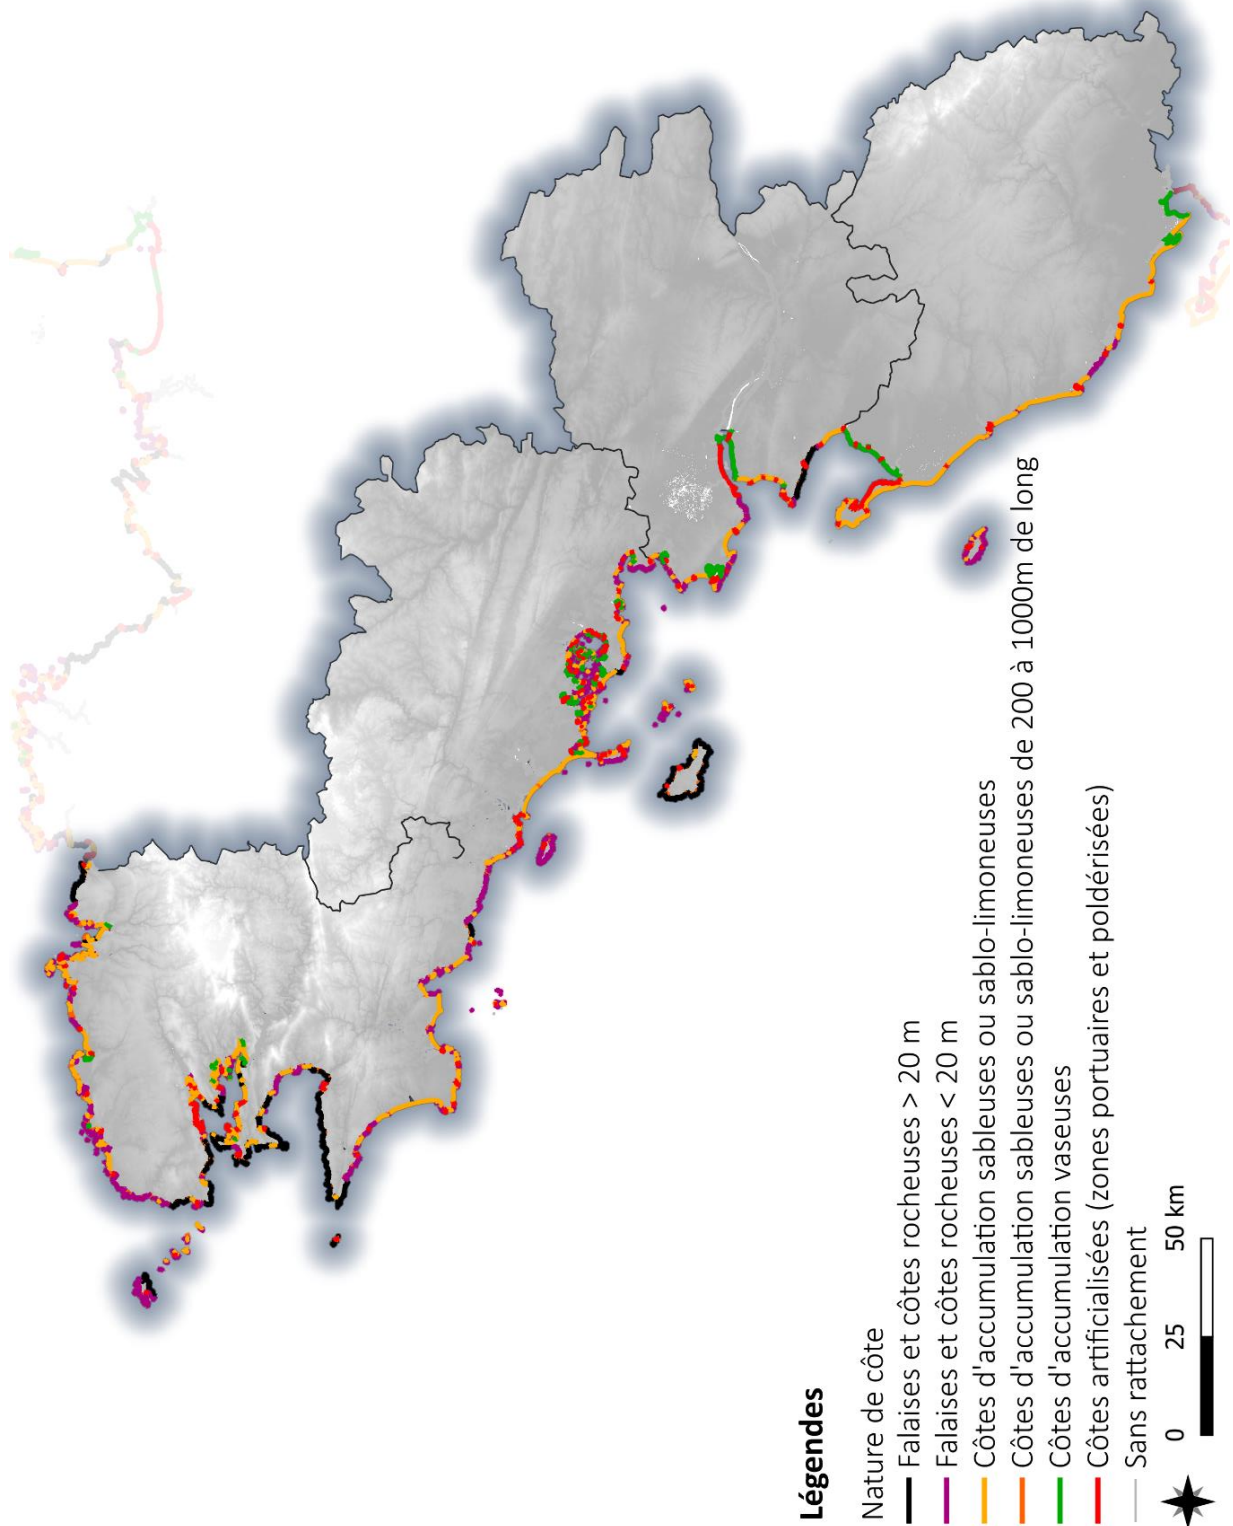 Légendes
Nature de côte
Falaises et côtes rocheuses > 20 m
Falaises et côtes rocheuses < 20 m
Côtes d'accumulation sableuses ou sablo-limoneuses
Côtes d'accumulation sableuses ou sablo-limoneuses de 200 à 1000m de long
Côtes d'accumulation vaseuses
Côtes artificialisées (zones portuaires et poldérisées)
Sans rattachement
0 25 50 km